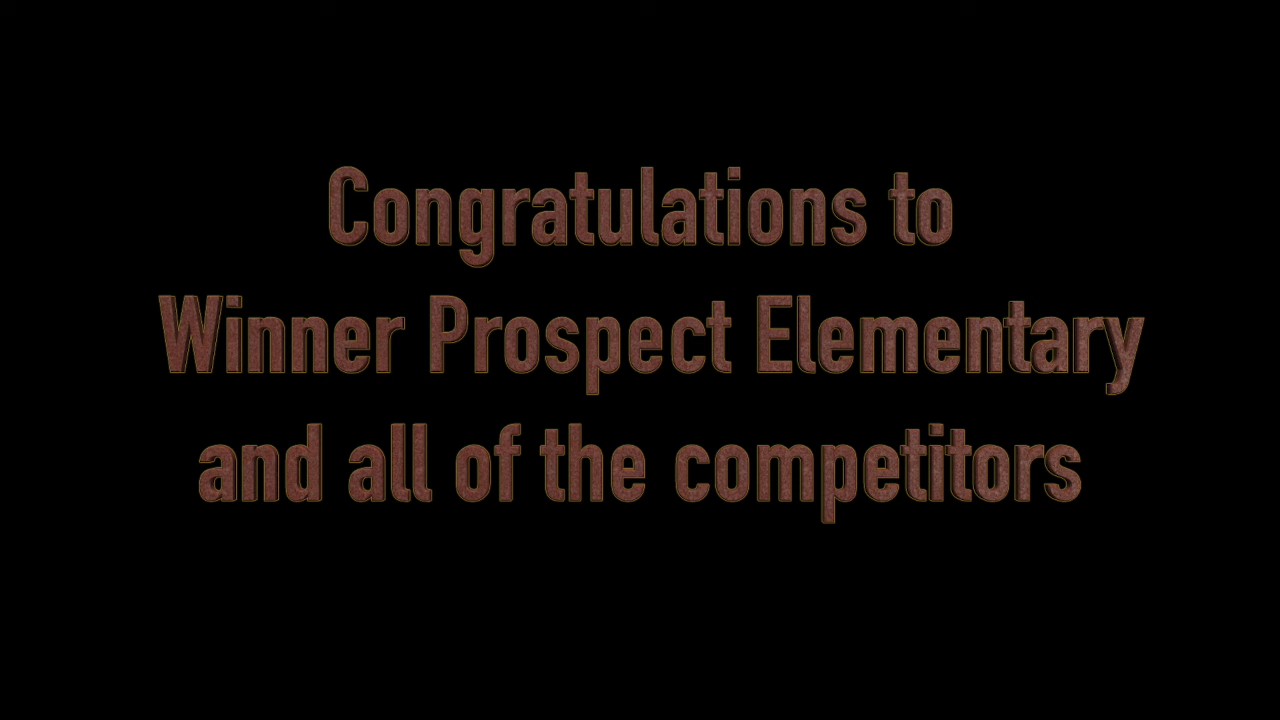 Congratulations to
Winner Prospect Elementary
and all of the competitors